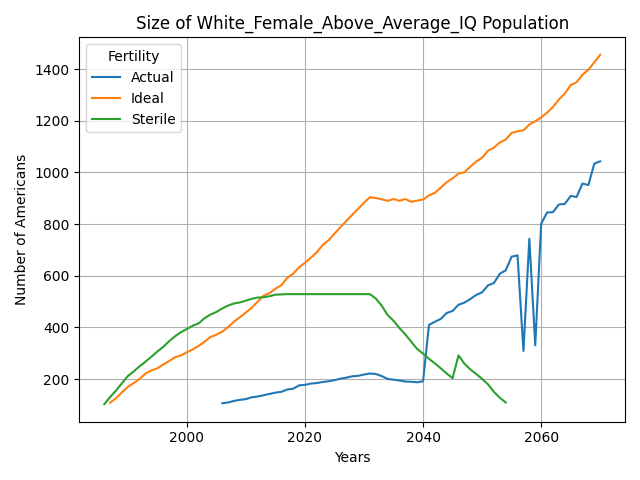 Size of White_Female_Above_Average_IQ Population
Fertility
Actual
Ideal
Sterile
Number of Americans
1400
1200
1000
800
600
400
200
2000
2020
2040
2060
Years